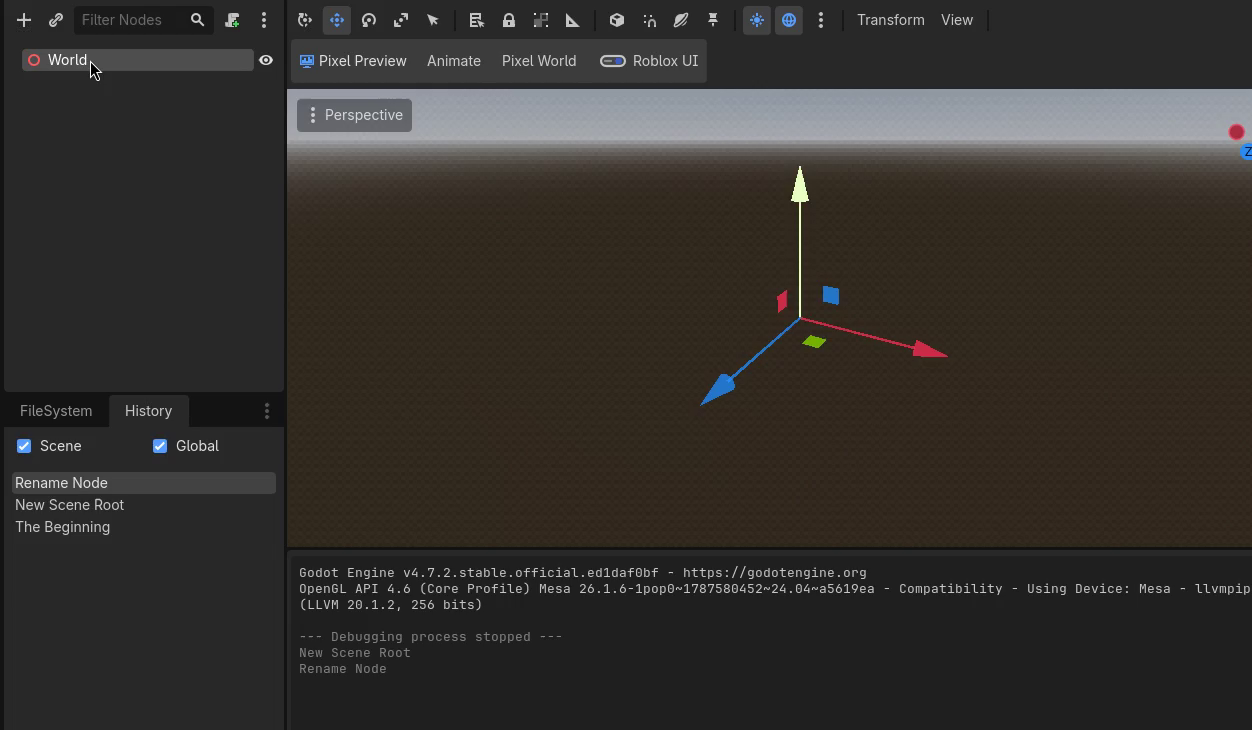 Filter Nodes
Transform View
World
Pixel Preview Animate Pixel World Roblox UI
Perspective
Z
FileSystem History
Scene Global
Rename Node
New Scene Root
The Beginning
Godot Engine v4.7.2.stable.official.ed1daf0bf - https://godotengine.org
OpenGL API 4.6 (Core Profile) Mesa 26.1.6-1pop0~1787580452~24.04~a5619ea - Compatibility - Using Device: Mesa - llvmpip
(LLVM 20.1.2, 256 bits)
--- Debugging process stopped ---
New Scene Root
Rename Node